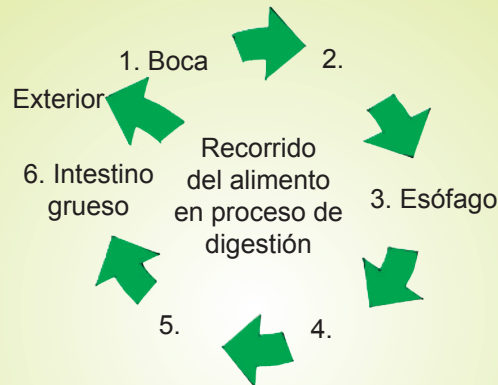 1. Boca
2.
Exterior
Recorrido
del alimento
en proceso de
digestión
3. Esófago
6. Intestino
grueso
4.
5.